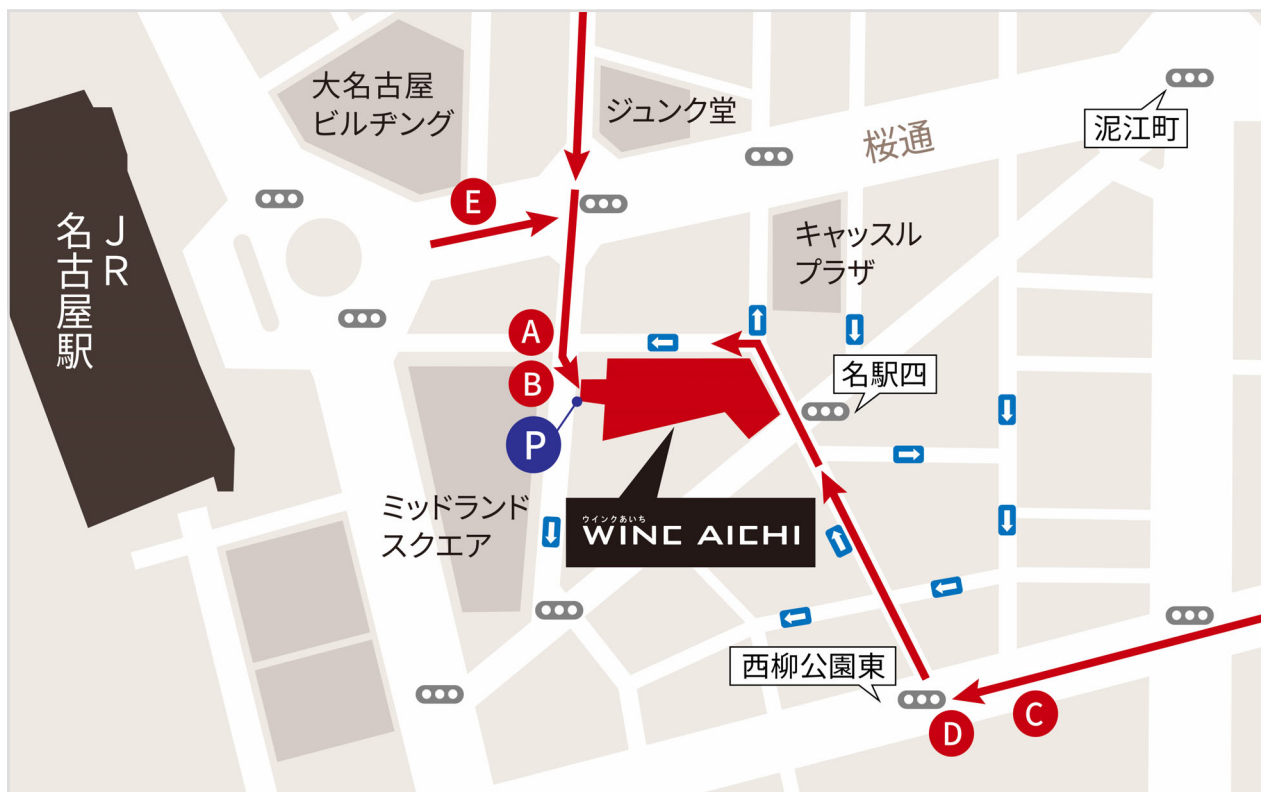 大名古屋
ビルヂング
ジュンク堂
桜通
泥江町
E
JR
名古屋駅
キャッスル
プラザ
A
B
P
名駅四
ミッドランド
スクエア
ウインクあいち
WINC AICHI
西柳公園東
C
D